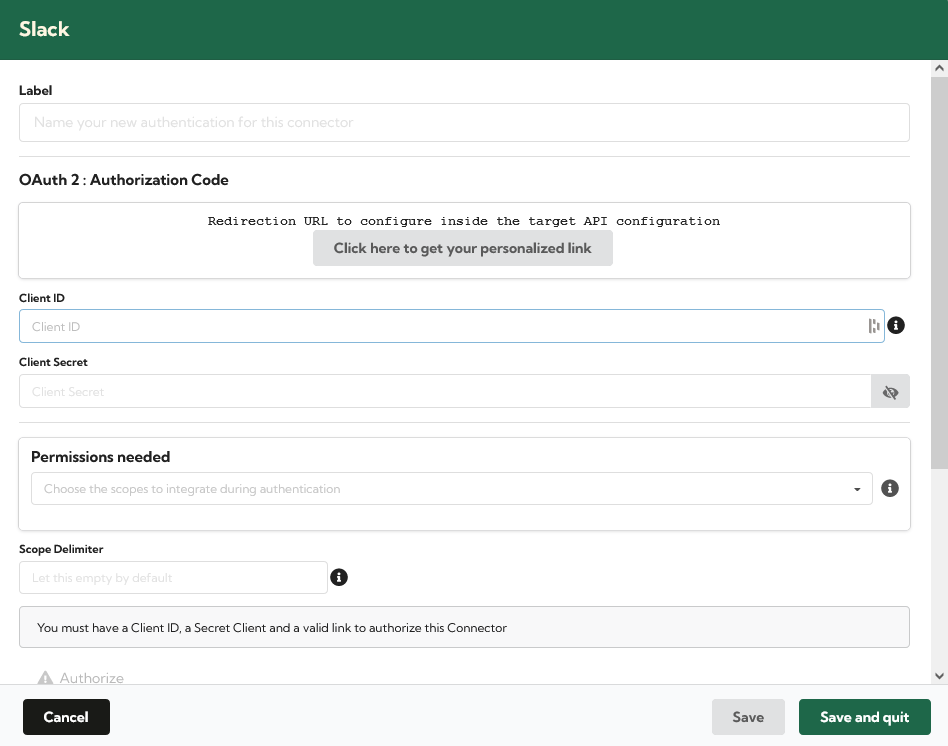 Slack
Label
Name your new authentication for this connector
OAuth 2 : Authorization Code
Redirection URL to configure inside the target API configuration
Click here to get your personalized link
Client ID
Client ID
Client Secret
Client Secret
Permissions needed
Choose the scopes to integrate during authentication
Scope Delimiter
Let this empty by default
You must have a Client ID, a Secret Client and a valid link to authorize this Connector
Authorize
Cancel
Save
Save and quit